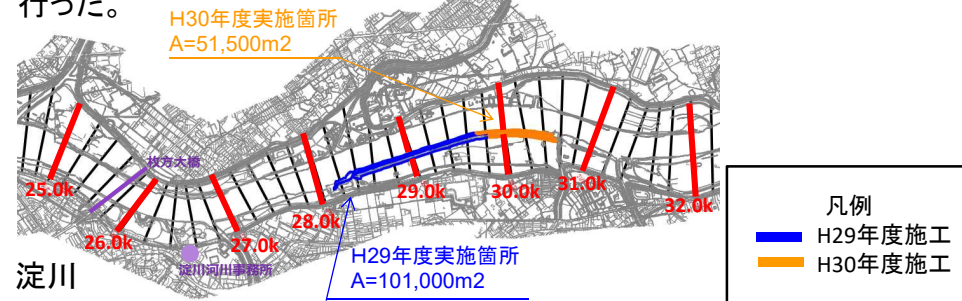 行った。
H30年度実施箇所
A=51,500m2
枚方大橋
25.0k
26.0k
27.0k
28.0k
29.0k
30.0k
31.0k
32.0k
淀川河川事務所
淀川
H29年度実施箇所
A=101,000m2
凡例
H29年度施工
H30年度施工